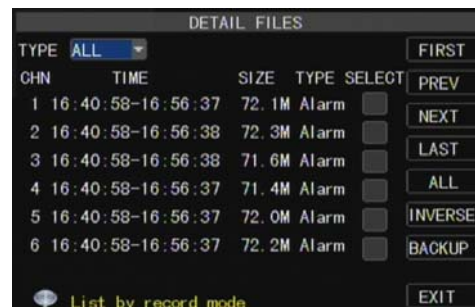 DETAIL FILES
TYPE ALL
FIRST
CHN TIME SIZE TYPE SELECT
PREV
1 16:40:58-16:56:37 72.1M Alarm
NEXT
2 16:40:58-16:56:38 72.3M Alarm
3 16:40:58-16:56:38 71.6M Alarm
LAST
4 16:40:58-16:56:37 71.4M Alarm
ALL
5 16:40:58-16:56:37 72.0M Alarm
INVERSE
6 16:40:58-16:56:37 72.2M Alarm
BACKUP
List by record mode
EXIT